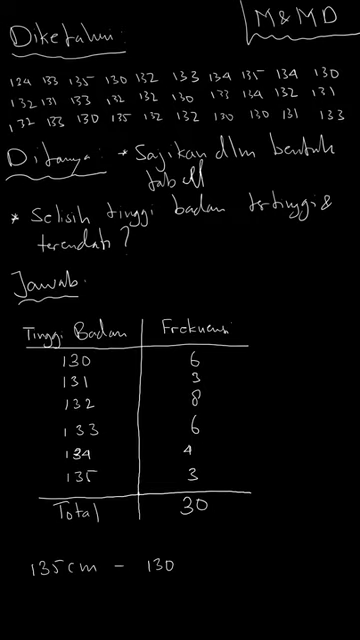 M & MD
Diketahui:
134 133 135 130 132 133 134 135 134 130
132 131 133 132 132 130 133 134 132 131
132 133 130 135 132 132 130 130 131 133
Ditanya: * Sajikan dlm bentuk
tabel
* Selisih tinggi badan tertinggi &
terendah?
Jawab:
Tinggi Badan Frekuensi
130 6
131 3
132 8
133 6
134 4
135 3
Total 30
135 cm - 130